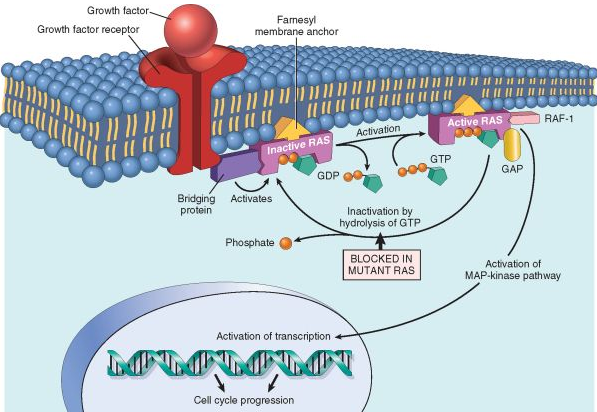 Growth factor
Growth factor receptor
Farnesyl
membrane anchor
Inactive RAS
Activation
Active RAS
RAF-1
GTP
GDP
GAP
Bridging
protein
Activates
Inactivation by
hydrolysis of GTP
Phosphate
BLOCKED IN
MUTANT RAS
Activation of
MAP-kinase pathway
Activation of transcription
Cell cycle progression